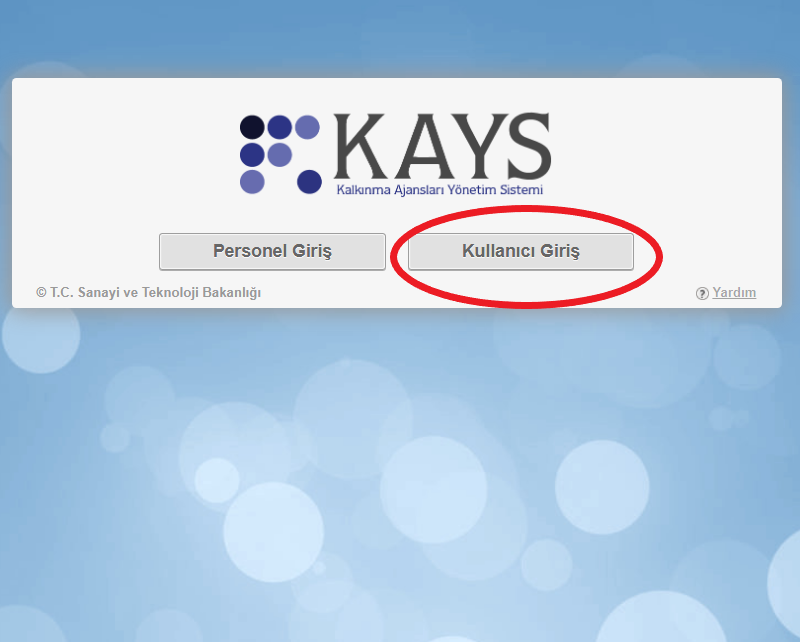 KAYS
Kalkınma Ajansları Yönetim Sistemi
Personel Giriş
Kullanıcı Giriş
© T.C. Sanayi ve Teknoloji Bakanlığı
? Yardım